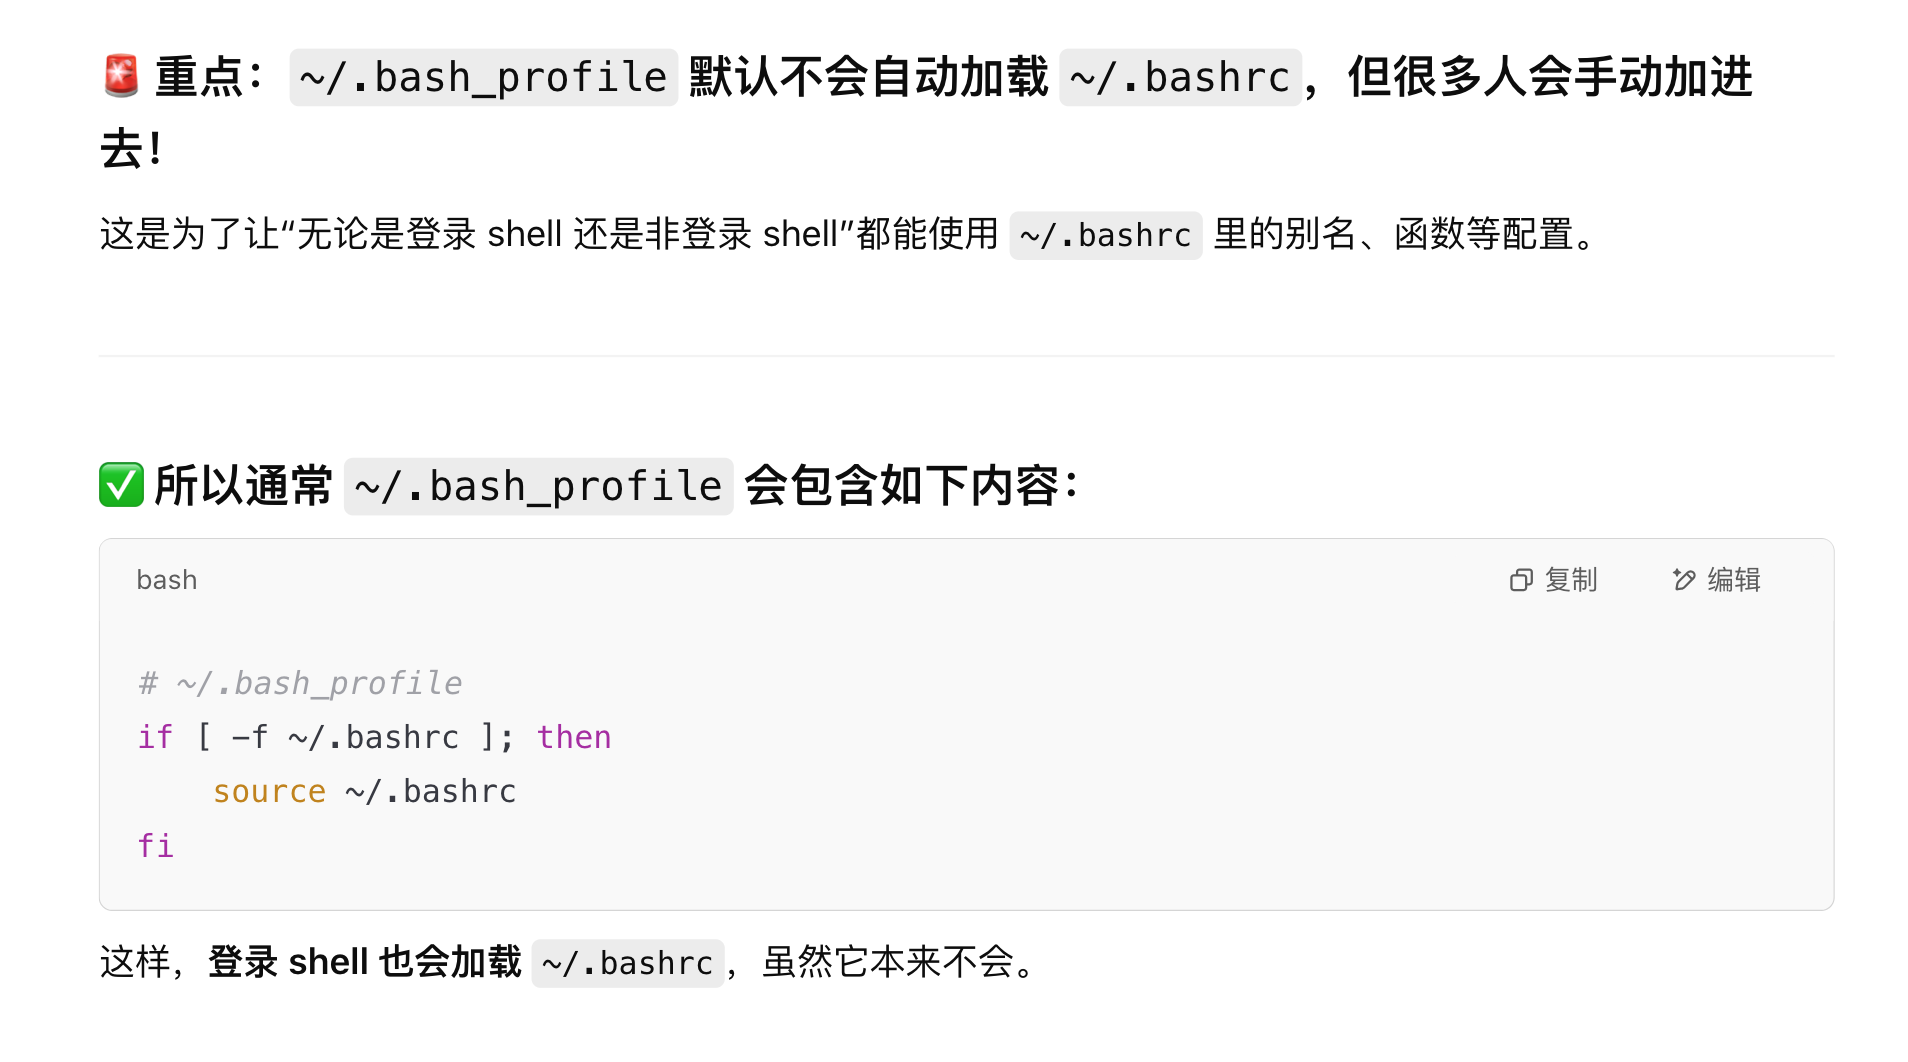 🚨 重点：~/.bash_profile 默认不会自动加载 ~/.bashrc，但很多人会手动加进
去！
这是为了让“无论是登录 shell 还是非登录 shell”都能使用 ~/.bashrc 里的别名、函数等配置。
✅ 所以通常 ~/.bash_profile 会包含如下内容：
bash 复制 编辑
# ~/.bash_profile
if [ -f ~/.bashrc ]; then
    source ~/.bashrc
fi
这样，登录 shell 也会加载 ~/.bashrc，虽然它本来不会。